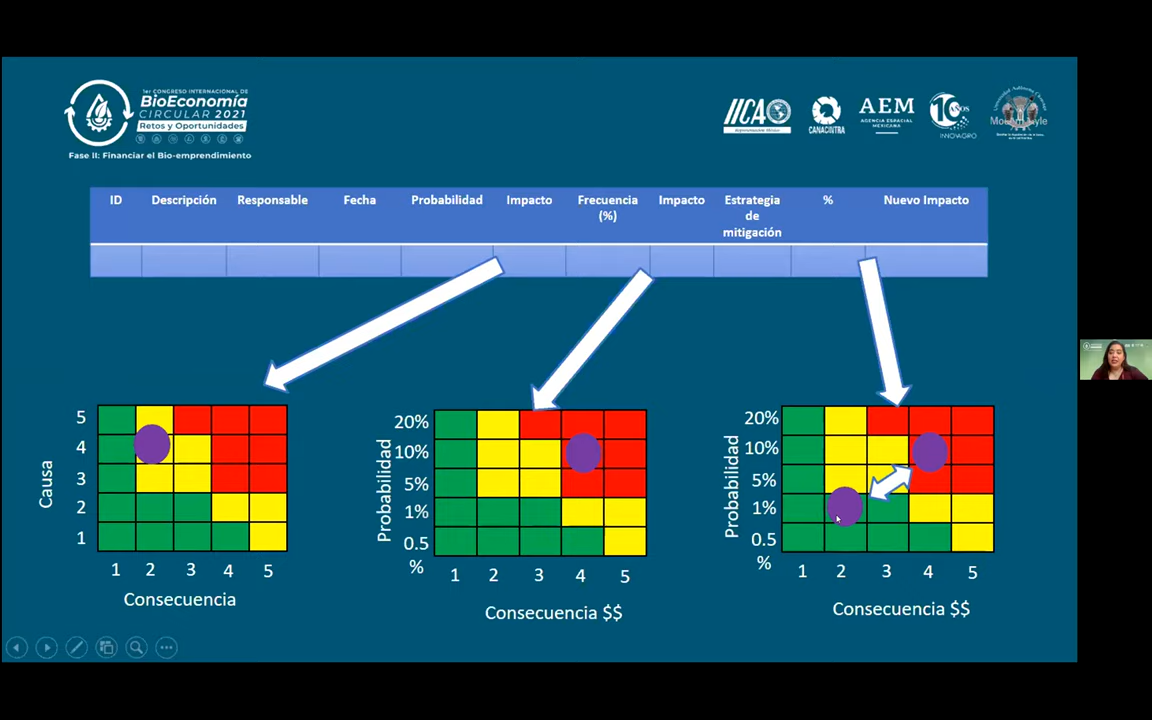 1er CONGRESO INTERNACIONAL DE
BioEconomía
CIRCULAR 2021
Retos y Oportunidades
Fase II: Financiar el Bio-emprendimiento
IICA
CANACINTRA
AEM
AGENCIA ESPACIAL
MEXICANA
10 AÑOS
INNOVAGRO
ID Descripción Responsable Fecha Probabilidad Impacto Frecuencia (%) Impacto Estrategia de mitigación % Nuevo Impacto
Causa
5
4
3
2
1
1 2 3 4 5
Consecuencia
Probabilidad
20%
10%
5%
1%
0.5
%
1 2 3 4 5
Consecuencia $$
Probabilidad
20%
10%
5%
1%
0.5
%
1 2 3 4 5
Consecuencia $$